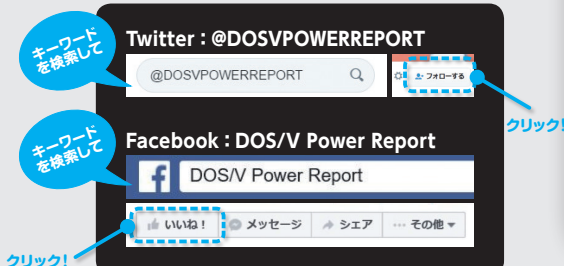 キーワード
を検索して
Twitter：@DOSVPOWERREPORT
@DOSVPOWERREPORT
フォローする
クリック！
キーワード
を検索して
Facebook：DOS/V Power Report
f
DOS/V Power Report
いいね！ メッセージ シェア … その他
クリック！